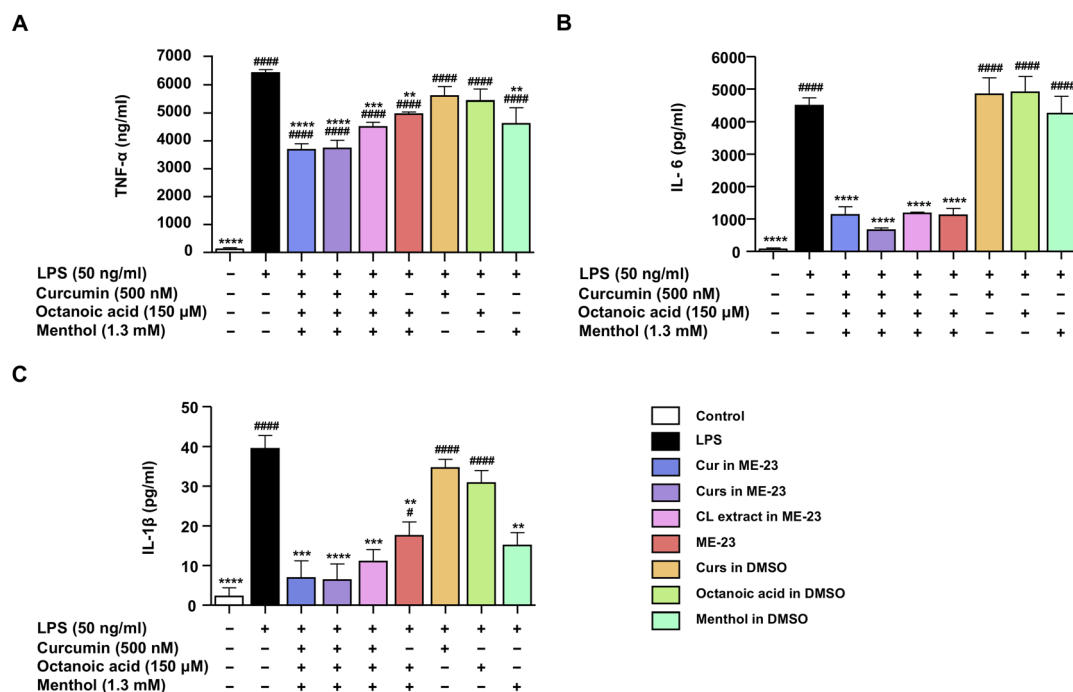 A
7000
6000
5000
4000
3000
2000
1000
0
TNF-α (ng/ml)
####
****
****
####
****
####
***
####
**
####
####
####
**
####
LPS (50 ng/ml) – + + + + + + + +
Curcumin (500 nM) – – + + + – + – –
Octanoic acid (150 µM) – – + + + + – + –
Menthol (1.3 mM) – – + + + + – – +
B
6000
4000
2000
0
IL- 6 (pg/ml)
####
****
****
****
****
****
####
####
####
LPS (50 ng/ml) – + + + + + + + +
Curcumin (500 nM) – – + + + – + – –
Octanoic acid (150 µM) – – + + + + – + –
Menthol (1.3 mM) – – + + + + – – +
C
50
40
30
20
10
0
IL-1β (pg/ml)
####
****
***
****
***
**
#
####
####
**
LPS (50 ng/ml) – + + + + + + + +
Curcumin (500 nM) – – + + + – + – –
Octanoic acid (150 µM) – – + + + + – + –
Menthol (1.3 mM) – – + + + + – – +
Control
LPS
Cur in ME-23
Curs in ME-23
CL extract in ME-23
ME-23
Curs in DMSO
Octanoic acid in DMSO
Menthol in DMSO